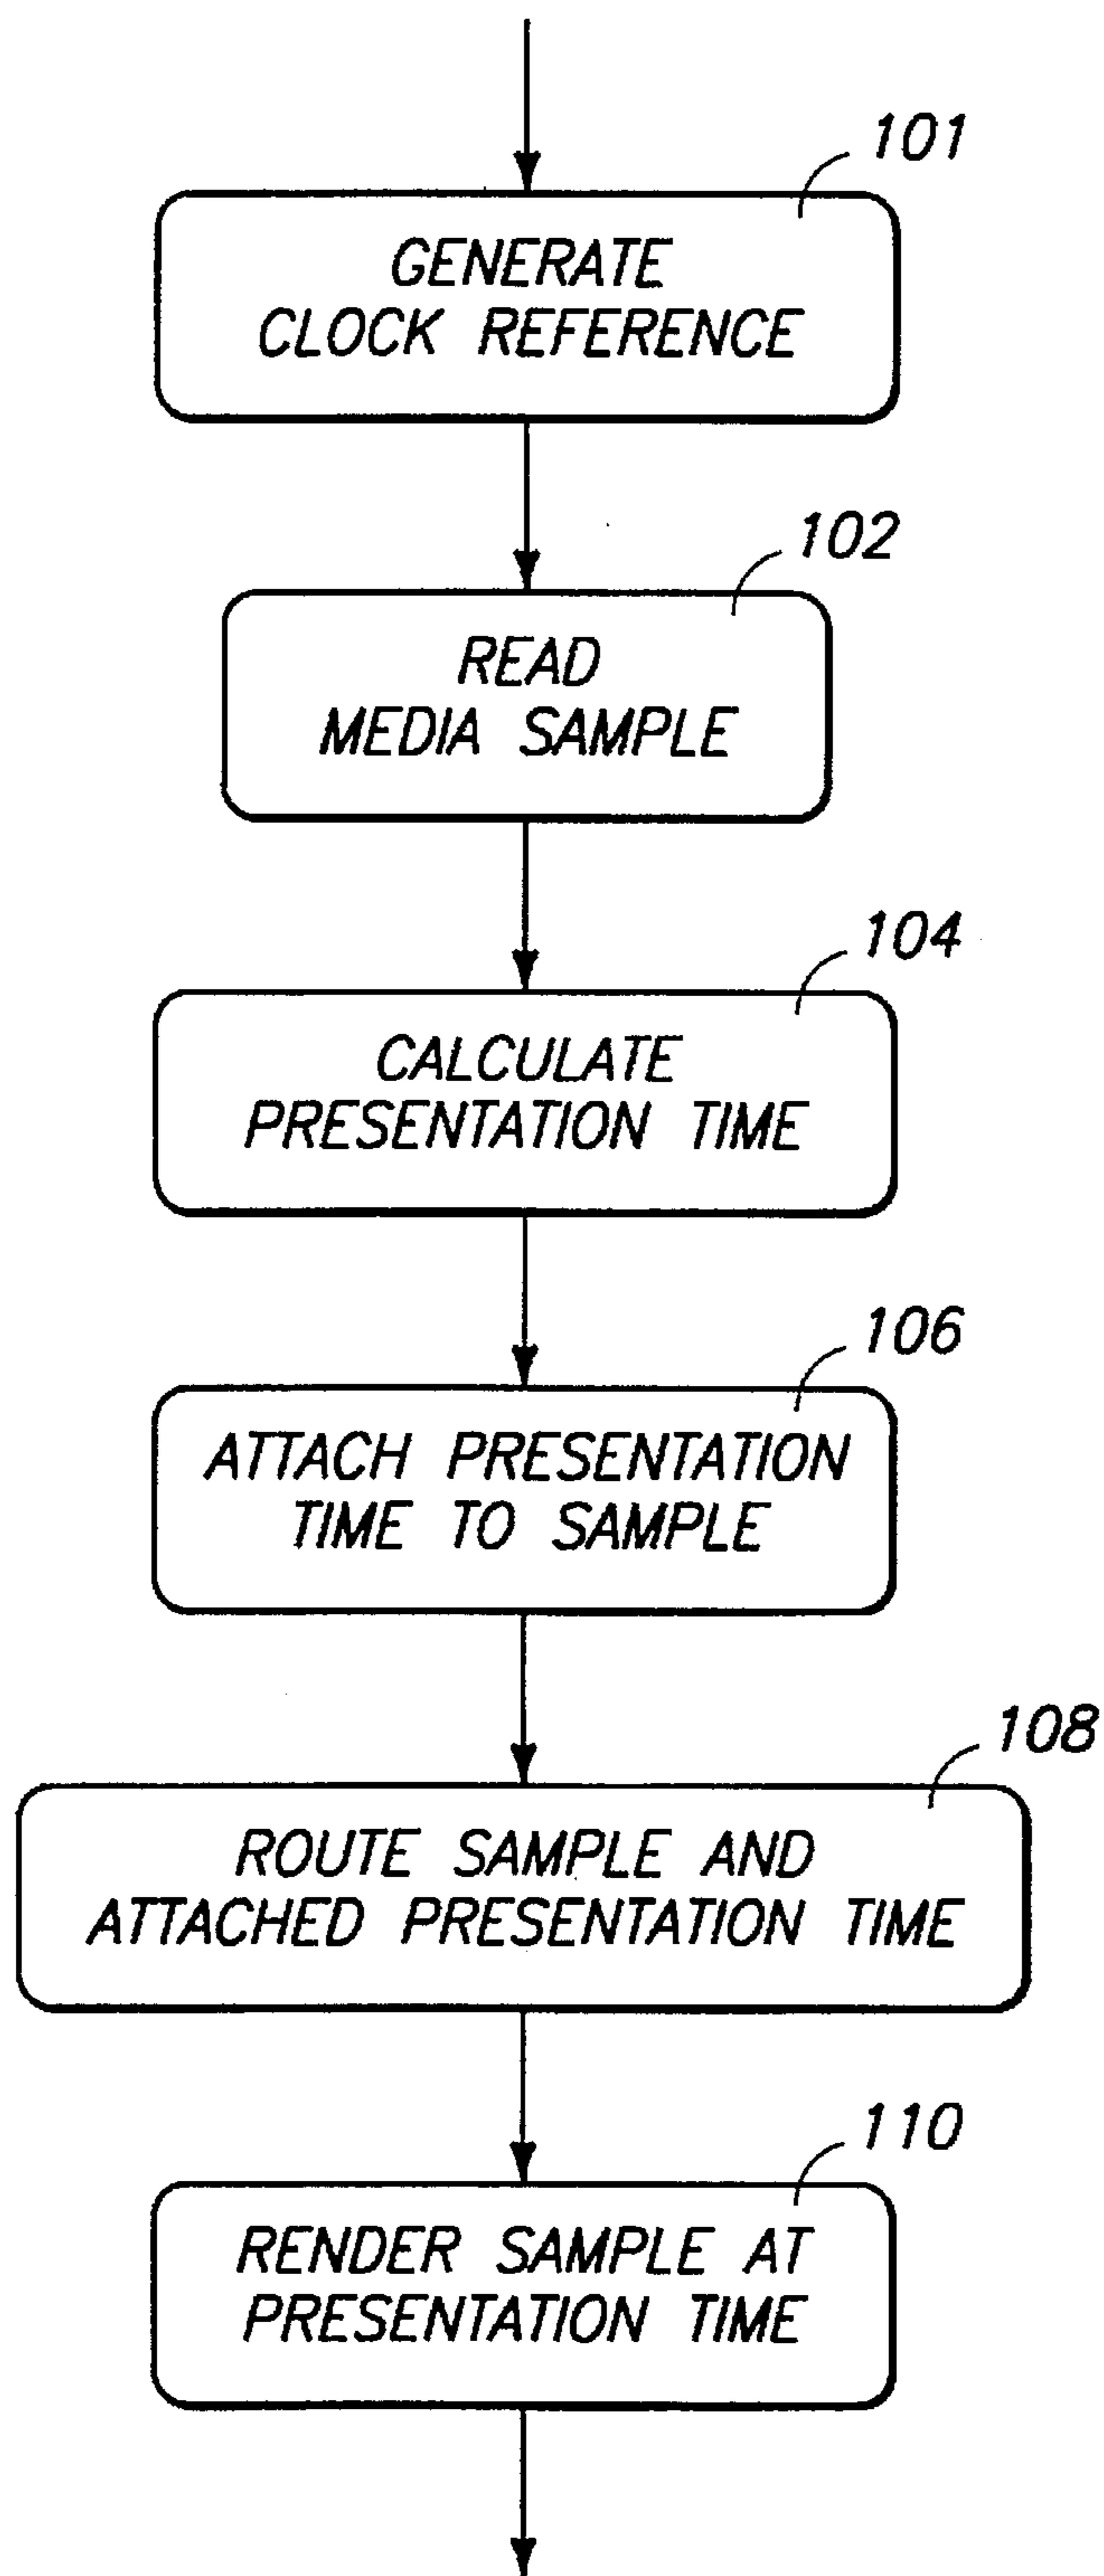 101
GENERATE
CLOCK REFERENCE
102
READ
MEDIA SAMPLE
104
CALCULATE
PRESENTATION TIME
106
ATTACH PRESENTATION
TIME TO SAMPLE
108
ROUTE SAMPLE AND
ATTACHED PRESENTATION TIME
110
RENDER SAMPLE AT
PRESENTATION TIME